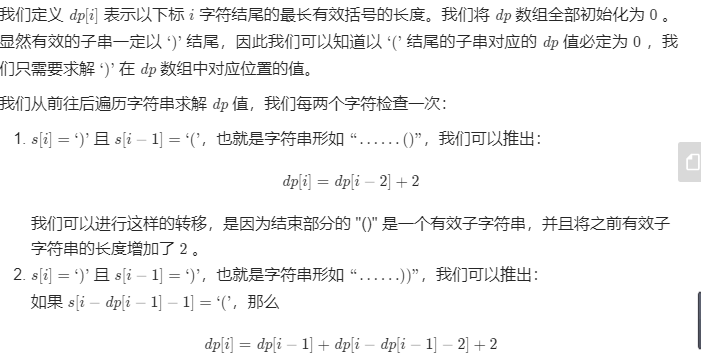 我们定义 dp[i] 表示以下标 i 字符结尾的最长有效括号的长度。我们将 dp 数组全部初始化为 0 。
显然有效的子串一定以 ‘)’ 结尾，因此我们可以知道以 ‘(’ 结尾的子串对应的 dp 值必定为 0 ，我
们只需要求解 ‘)’ 在 dp 数组中对应位置的值。
我们从前往后遍历字符串求解 dp 值，我们每两个字符检查一次：
1. s[i] = ‘)’ 且 s[i − 1] = ‘(’，也就是字符串形如 “……()”，我们可以推出：
dp[i] = dp[i − 2] + 2
我们可以进行这样的转移，是因为结束部分的 "()" 是一个有效子字符串，并且将之前有效子
字符串的长度增加了 2 。
2. s[i] = ‘)’ 且 s[i − 1] = ‘)’，也就是字符串形如 “……))”，我们可以推出：
如果 s[i − dp[i − 1] − 1] = ‘(’，那么
dp[i] = dp[i − 1] + dp[i − dp[i − 1] − 2] + 2